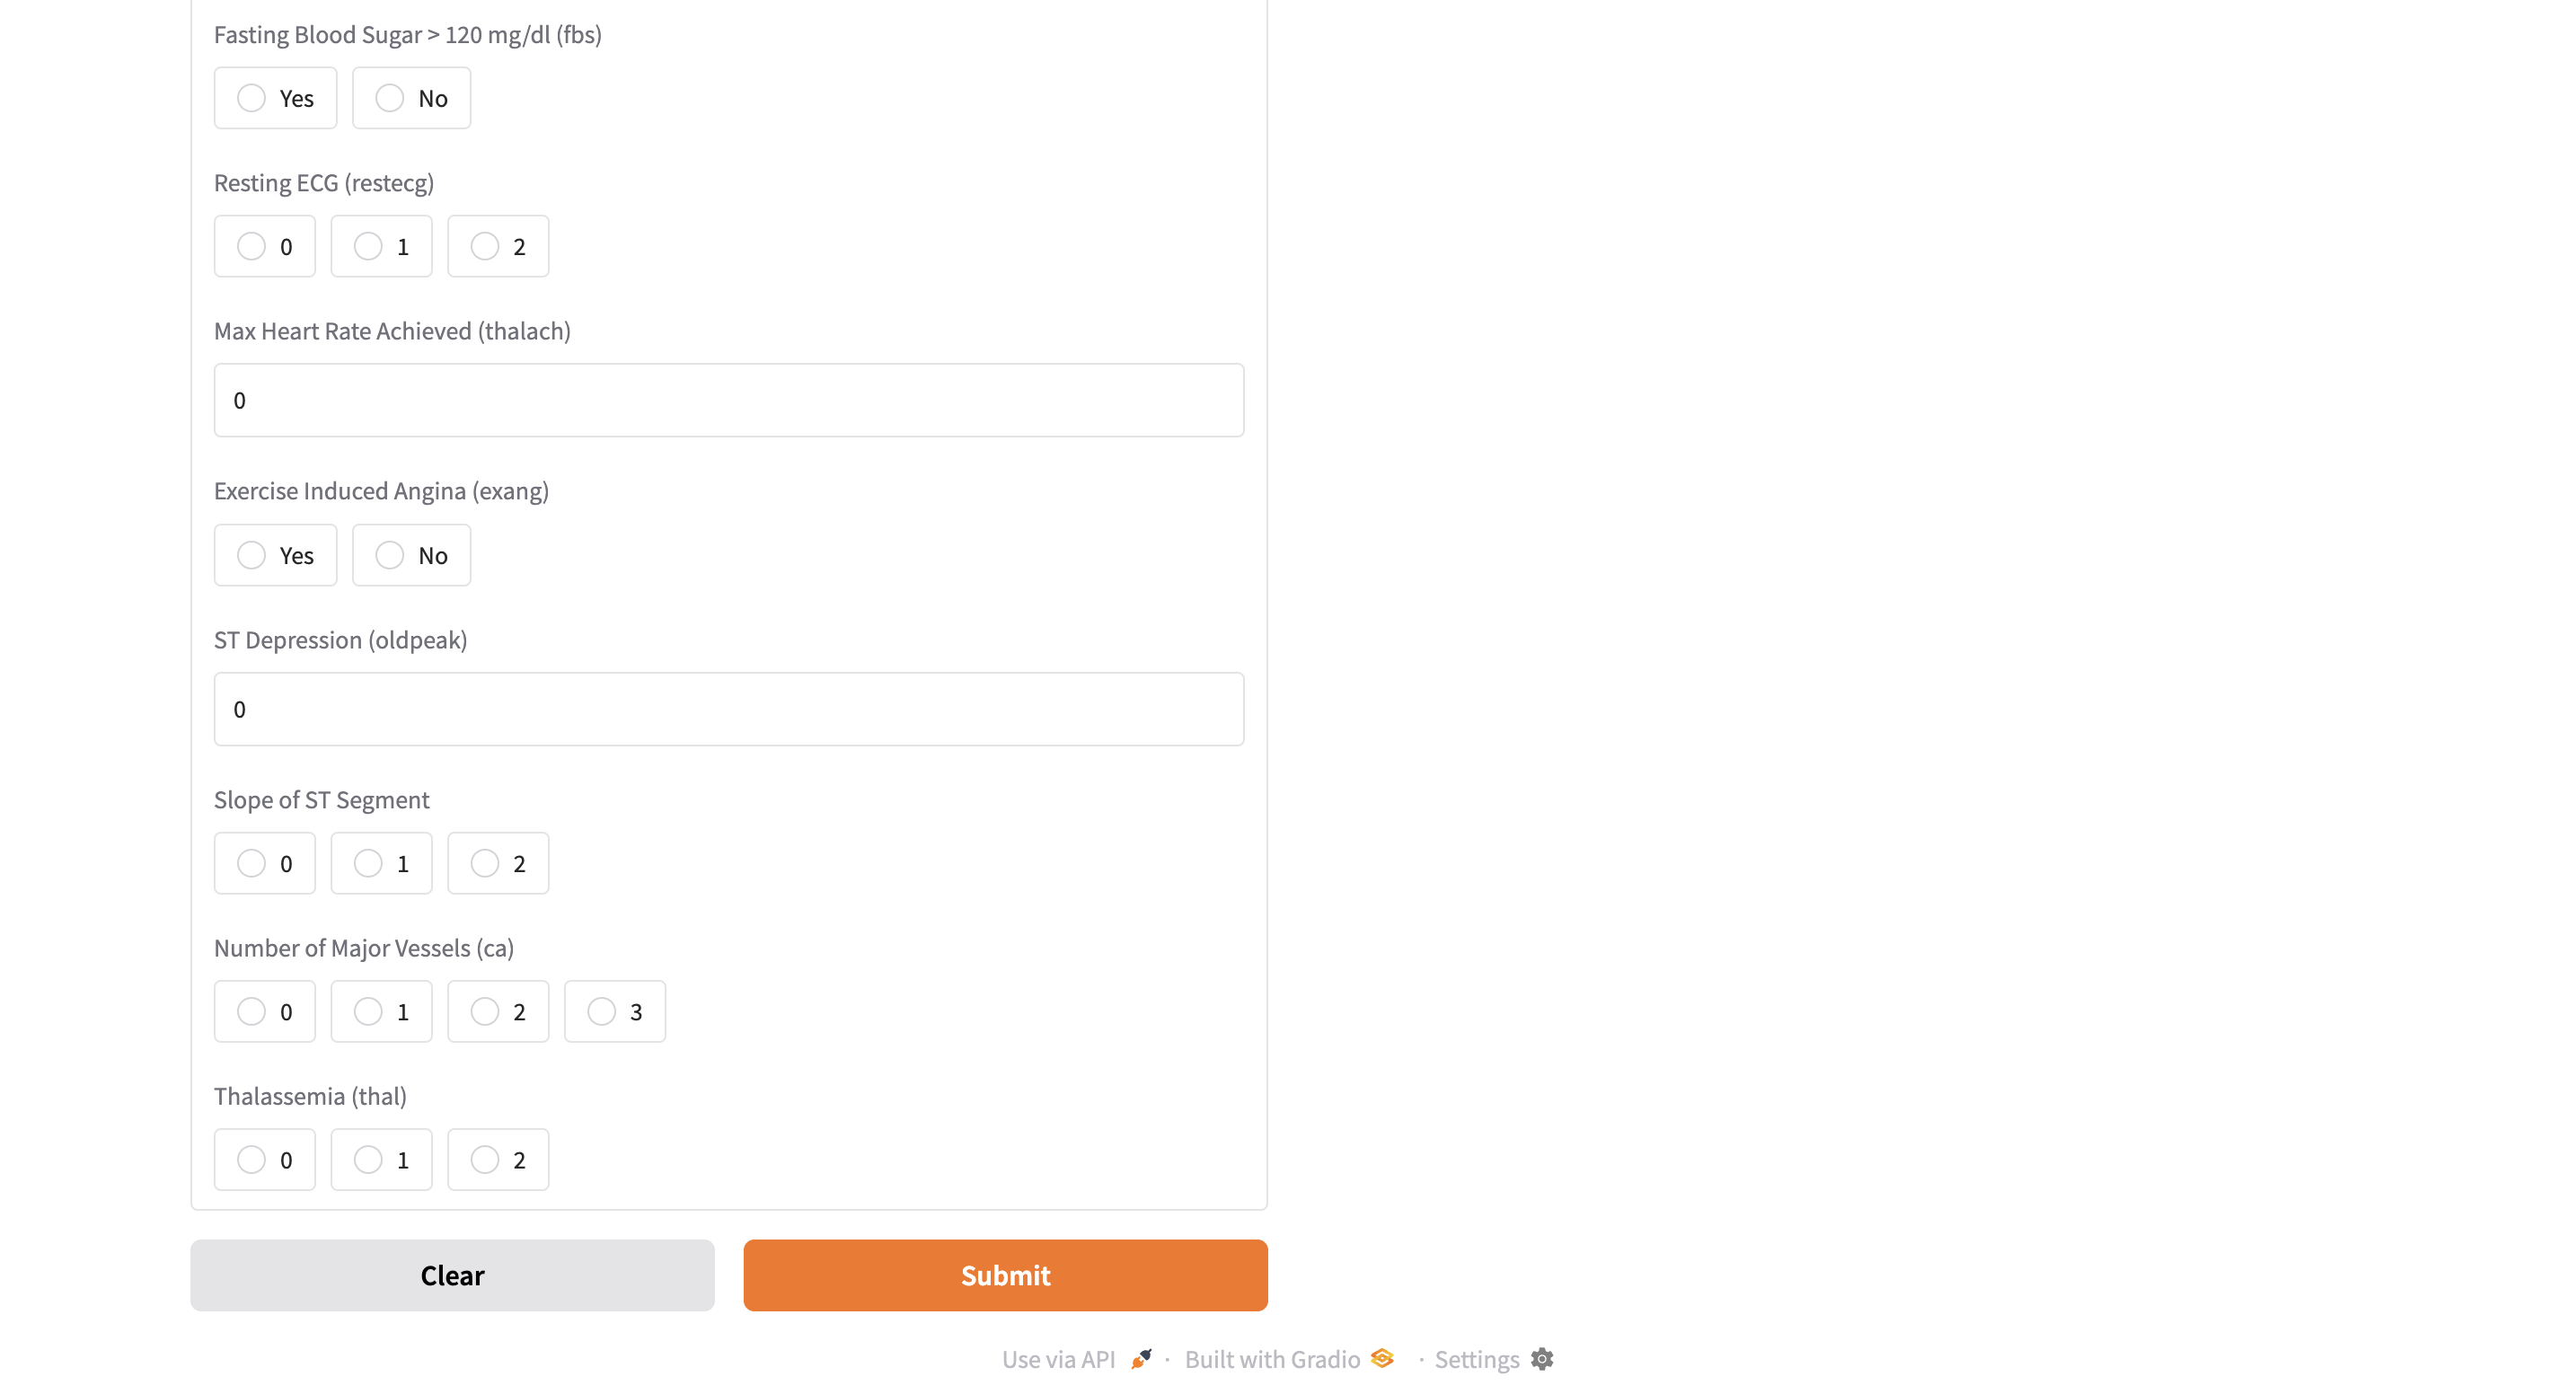 Fasting Blood Sugar > 120 mg/dl (fbs)
Yes No
Resting ECG (restecg)
0 1 2
Max Heart Rate Achieved (thalach)
0
Exercise Induced Angina (exang)
Yes No
ST Depression (oldpeak)
0
Slope of ST Segment
0 1 2
Number of Major Vessels (ca)
0 1 2 3
Thalassemia (thal)
0 1 2
Clear Submit
Use via API · Built with Gradio · Settings